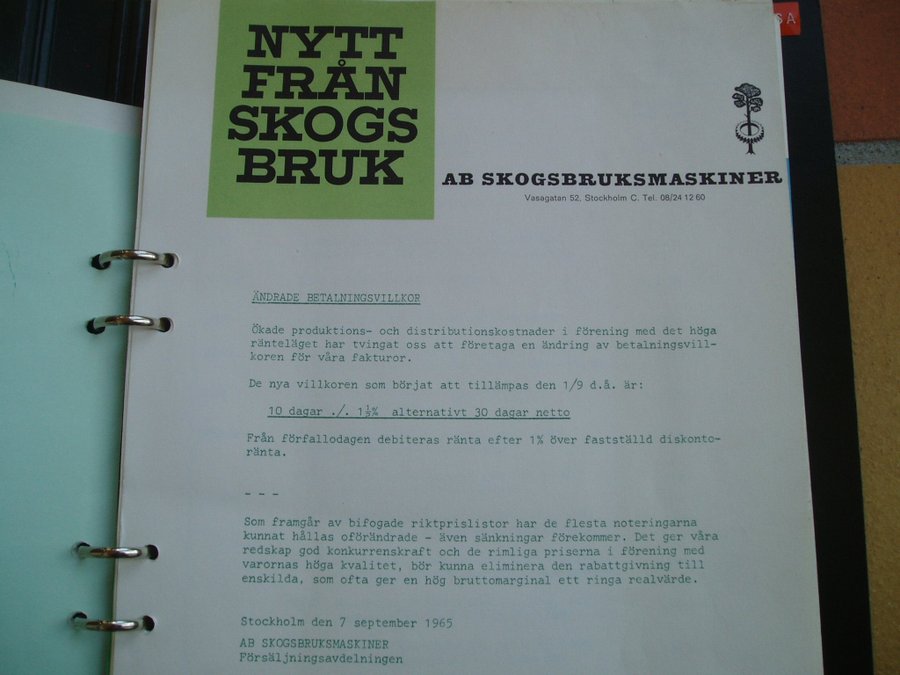 NYTT
FRÅN
SKOGS
BRUK
SA
AB SKOGSBRUKSMASKINER
Vasagatan 52, Stockholm C. Tel. 08/24 12 60
ÄNDRADE BETALNINGSVILLKOR
Ökade produktions- och distributionskostnader i förening med det höga
ränteläget har tvingat oss att företaga en ändring av betalningsvill-
koren för våra fakturor.
De nya villkoren som börjat att tillämpas den 1/9 d.å. är:
10 dagar ./. 1½% alternativt 30 dagar netto
Från förfallodagen debiteras ränta efter 1% över fastställd diskonto-
ränta.
- - -
Som framgår av bifogade riktprislistor har de flesta noteringarna
kunnat hållas oförändrade - även sänkningar förekommer. Det ger våra
redskap god konkurrenskraft och de rimliga priserna i förening med
varornas höga kvalitet, bör kunna eliminera den rabattgivning till
enskilda, som ofta ger en hög bruttomarginal ett ringa realvärde.
Stockholm den 7 september 1965
AB SKOGSBRUKSMASKINER
Försäljningsavdelningen